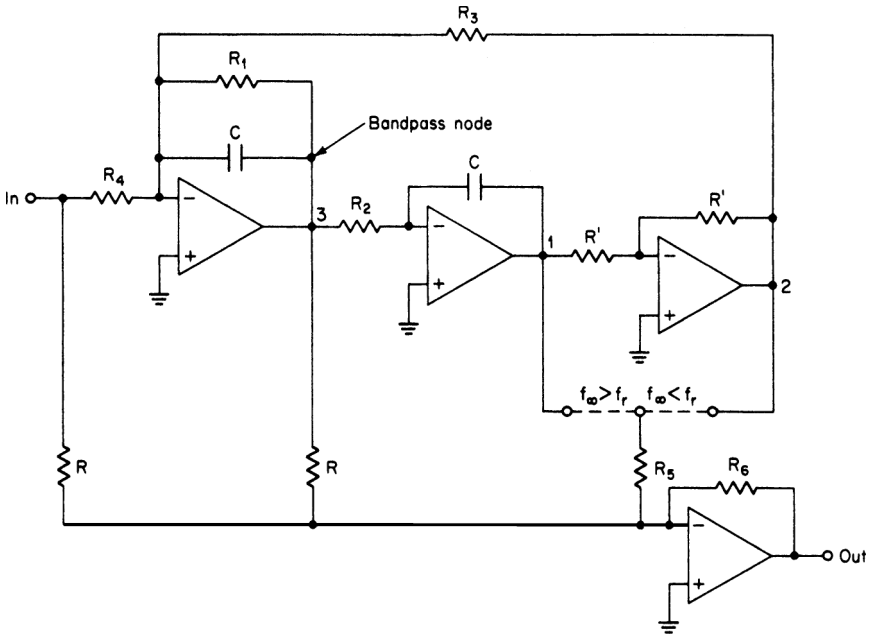 R3
R1
C
Bandpass node
In
R4
−
+
3
R2
C
−
+
1
R'
R'
−
+
2
f∞>fr
f∞<fr
R
R
R5
R6
−
+
Out